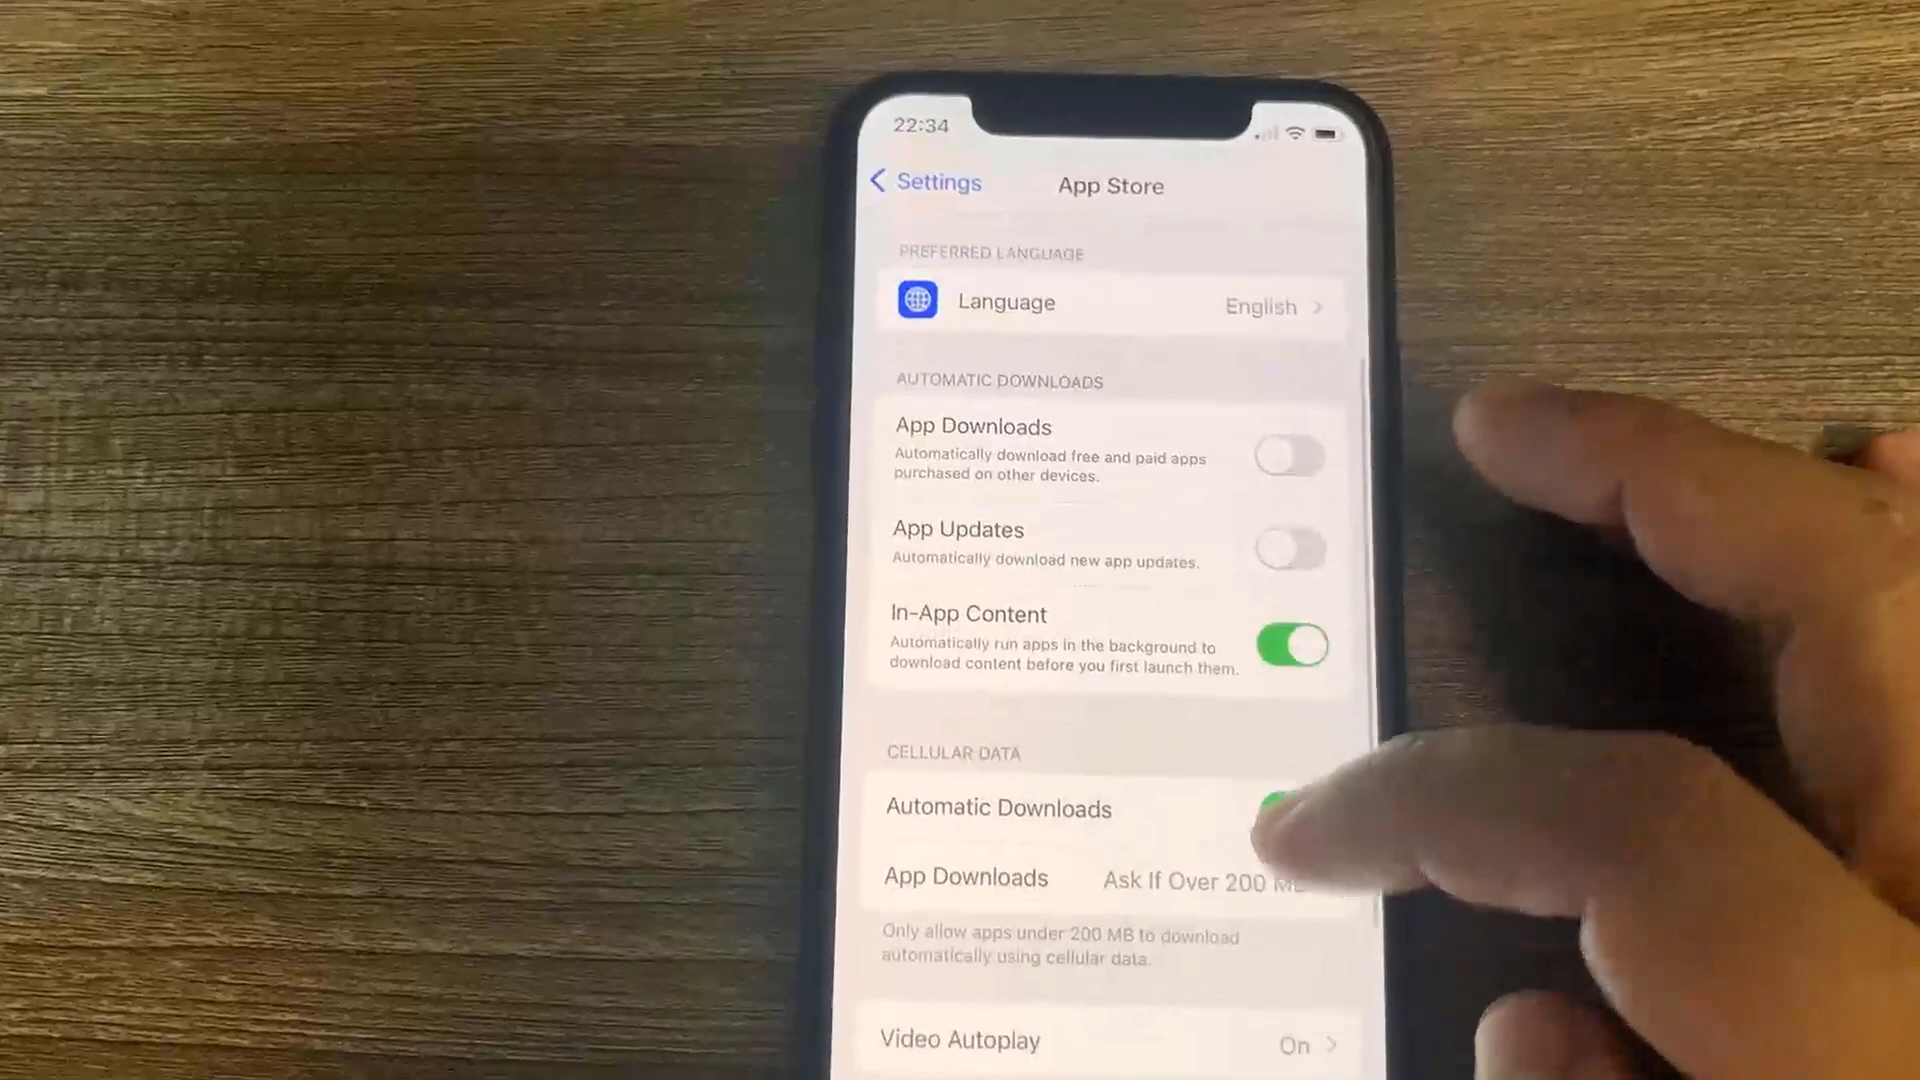 22:34
Settings
App Store
PREFERRED LANGUAGE
Language
English
AUTOMATIC DOWNLOADS
App Downloads
Automatically download free and paid apps
purchased on other devices.
App Updates
Automatically download new app updates.
In-App Content
Automatically run apps in the background to
download content before you first launch them.
CELLULAR DATA
Automatic Downloads
App Downloads
Ask If Over 200 MB
Only allow apps under 200 MB to download
automatically using cellular data.
Video Autoplay
On